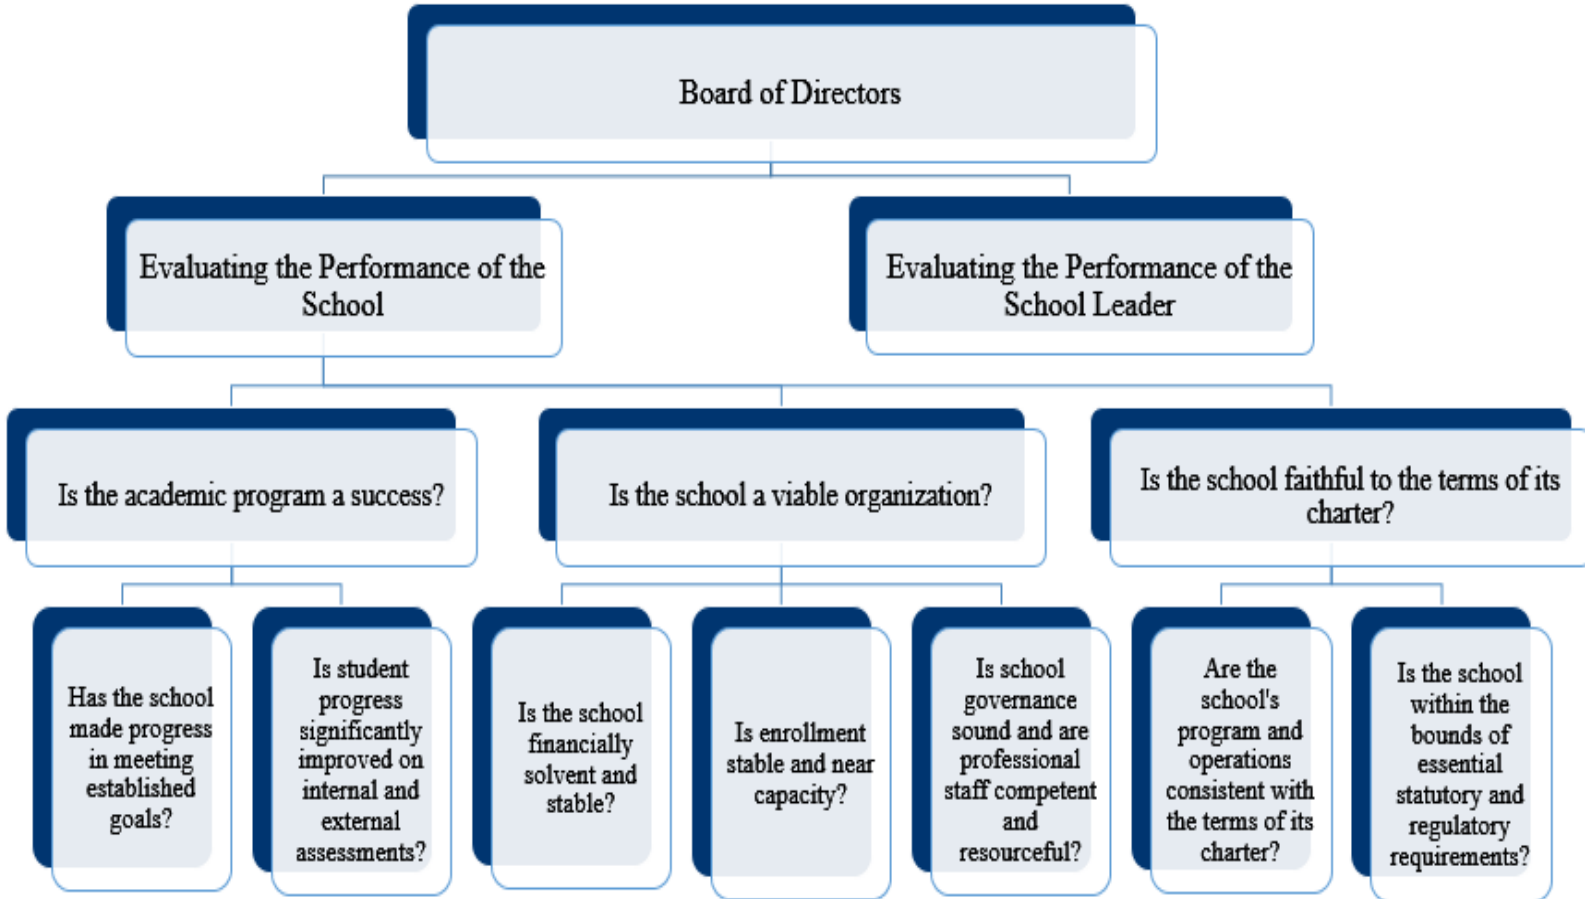 Board of Directors
Evaluating the Performance of the
School
Evaluating the Performance of the
School Leader
Is the academic program a success?
Is the school a viable organization?
Is the school faithful to the terms of its
charter?
Has the school
made progress
in meeting
established
goals?
Is student
progress
significantly
improved on
internal and
external
assessments?
Is the school
financially
solvent and
stable?
Is enrollment
stable and near
capacity?
Is school
governance
sound and are
professional
staff competent
and
resourceful?
Are the
school's
program and
operations
consistent with
the terms of its
charter?
Is the school
within the
bounds of
essential
statutory and
regulatory
requirements?